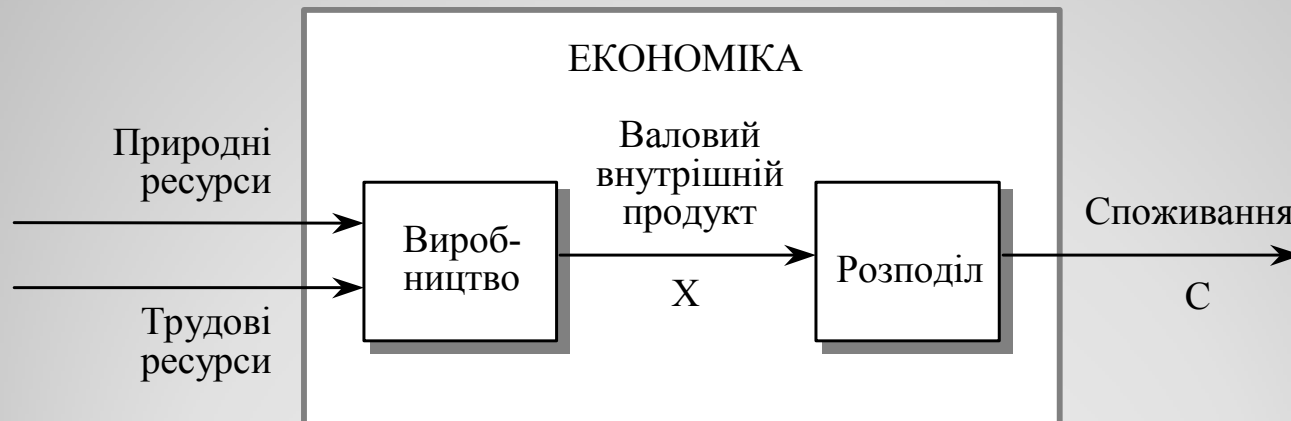 ЕКОНОМІКА
Природні
ресурси
Трудові
ресурси
Вироб-
ництво
Валовий
внутрішній
продукт
X
Розподіл
Споживання
C